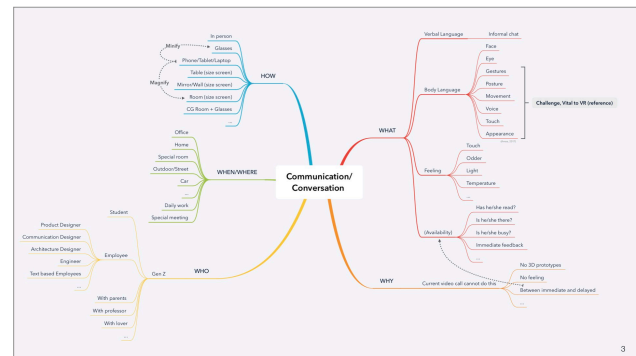 In person
Glasses
Phone/Tablet/Laptop
Table (size screen)
Mirror/Wall (size screen)
Room (size screen)
CG Room + Glasses
...
Minify
Magnify
HOW
Office
Home
Special room
Outdoor/Street
Car
...
Daily work
Special meeting
WHEN/WHERE
Student
Product Designer
Communication Designer
Architecture Designer
Engineer
Text based Employees
...
Employee
Gen Z
With parents
With professor
With lover
...
WHO
Communication/
Conversation
WHAT
Verbal Language
Informal chat
Body Language
Face
Eye
Gestures
Posture
Movement
Voice
Touch
Appearance
Challenge, Vital to VR (reference)
Feeling
Touch
Odder
Light
Temperature
...
(Availability)
Has he/she read?
Is he/she there?
Is he/she busy?
Immediate feedback
...
WHY
Current video call cannot do this
No 3D prototypes
No feeling
Between immediate and delayed
...
3